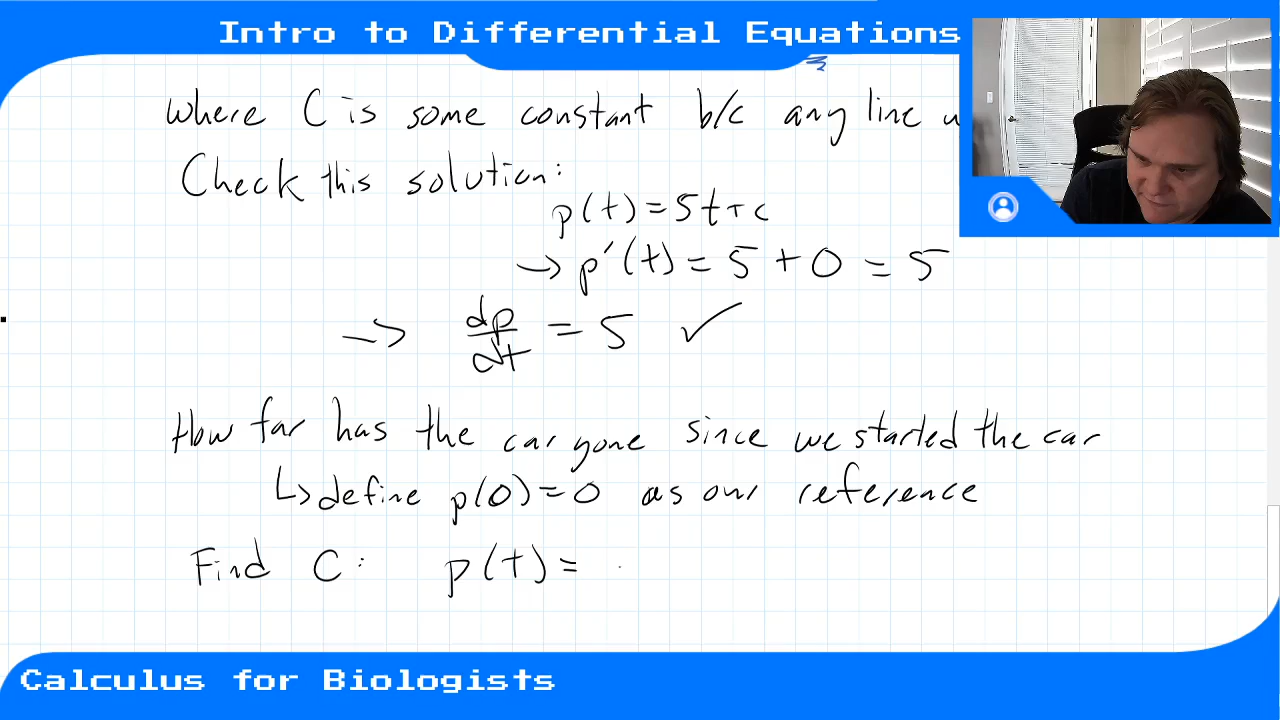 Intro to Differential Equations
where C is some constant b/c any line
Check this solution:
p(t) = 5t+c
→ p'(t) = 5 + 0 = 5
→ dp/dt = 5 ✓
How far has the car gone since we started the car
↳ define p(0) = 0 as our reference
Find C: p(t) =
Calculus for Biologists